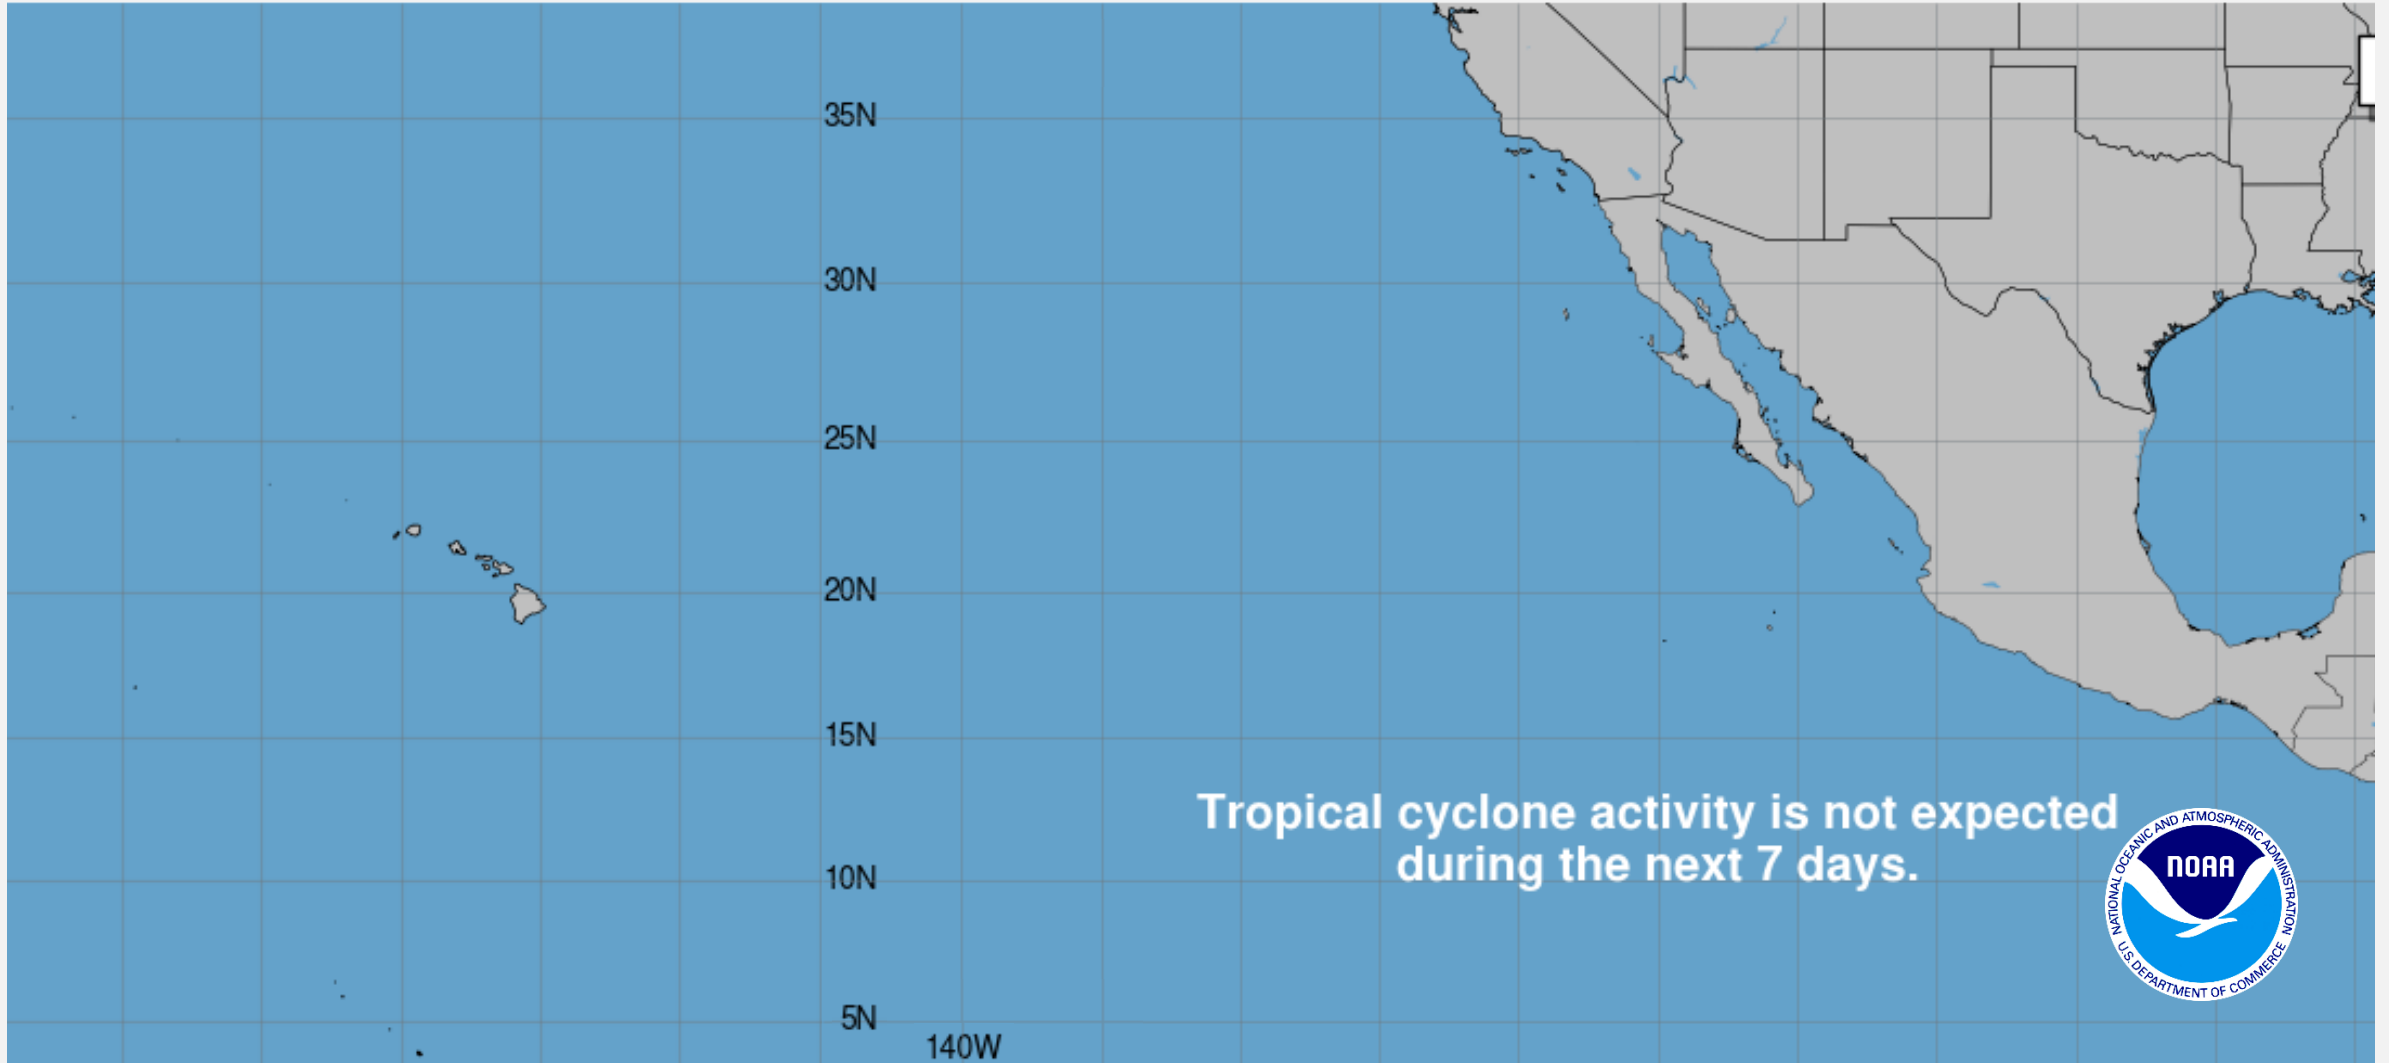 35N
30N
25N
20N
15N
Tropical cyclone activity is not expected
during the next 7 days.
10N
5N
140W
NATIONAL OCEANIC AND ATMOSPHERIC ADMINISTRATION
NOAA
U.S. DEPARTMENT OF COMMERCE